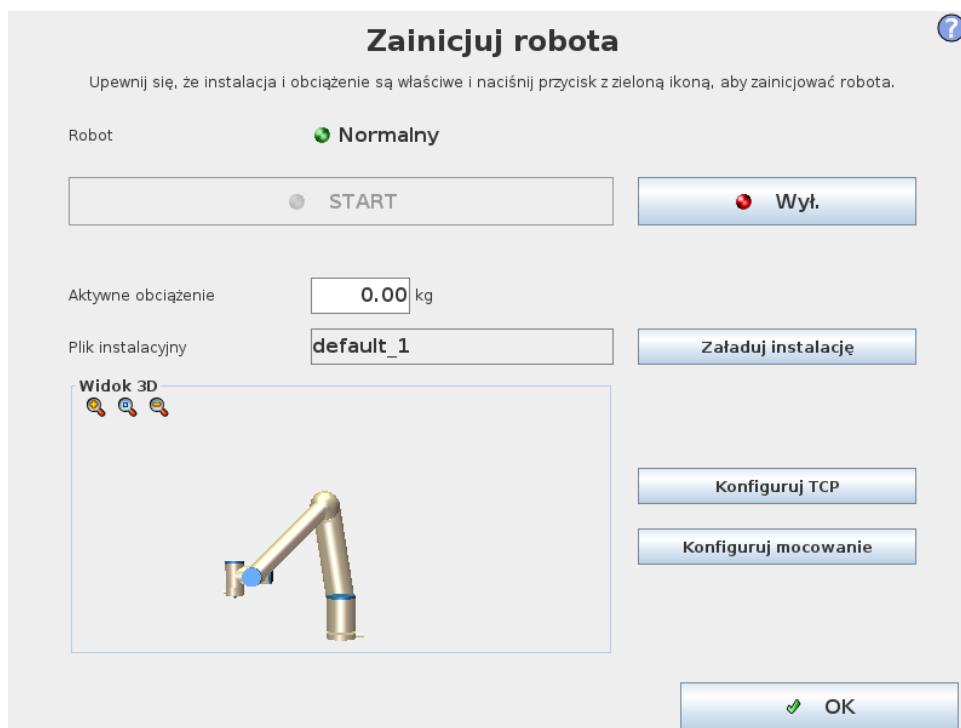 Zainicjuj robota
?
Upewnij się, że instalacja i obciążenie są właściwe i naciśnij przycisk z zieloną ikoną, aby zainicjować robota.
Robot Normalny
START Wył.
Aktywne obciążenie 0.00 kg
Plik instalacyjny default_1 Załaduj instalację
Widok 3D
Konfiguruj TCP
Konfiguruj mocowanie
OK